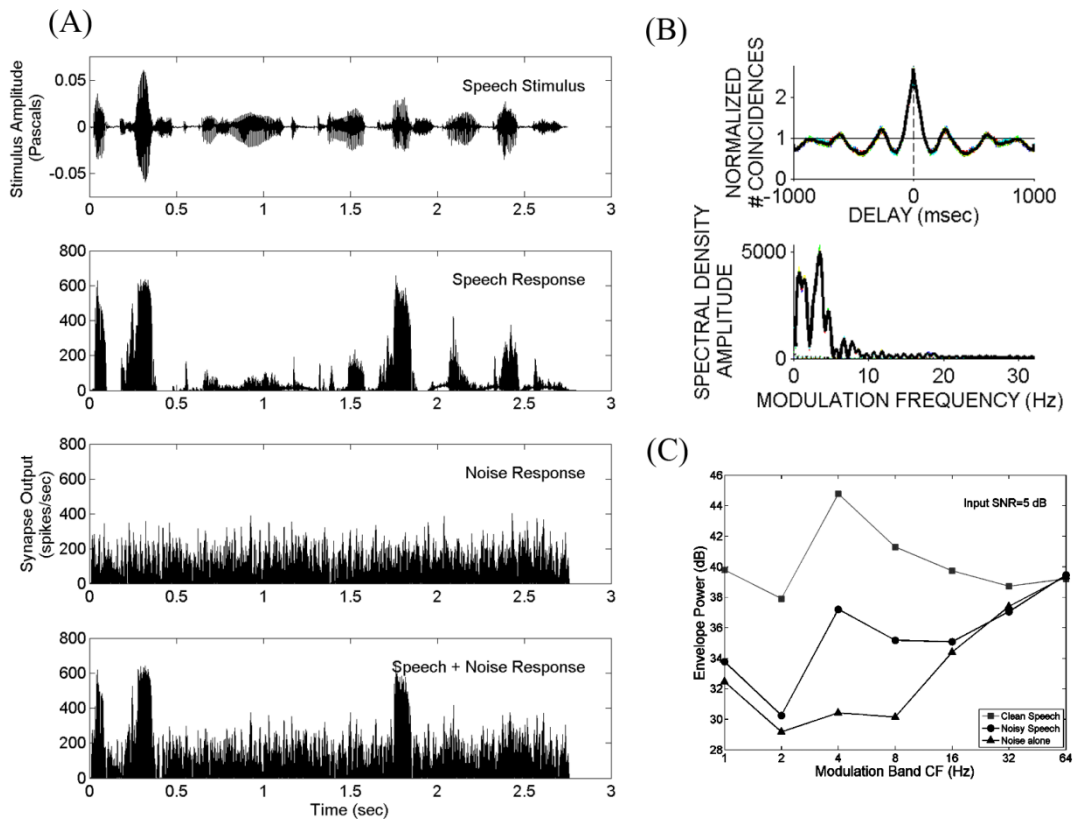 (A)
Stimulus Amplitude
(Pascals)
0.05
0
-0.05
Speech Stimulus
0 0.5 1 1.5 2 2.5 3
800
600
400
200
0
Speech Response
0 0.5 1 1.5 2 2.5 3
Synapse Output
(spikes/sec)
800
600
400
200
0
Noise Response
0 0.5 1 1.5 2 2.5 3
800
600
400
200
0
Speech + Noise Response
0 0.5 1 1.5 2 2.5 3
Time (sec)
(B)
NORMALIZED
# COINCIDENCES
2
1
0
-1000 0 1000
DELAY (msec)
SPECTRAL DENSITY
AMPLITUDE
5000
0
0 10 20 30
MODULATION FREQUENCY (Hz)
(C)
Envelope Power (dB)
46
44
42
40
38
36
34
32
30
28
Input SNR=5 dB
Clean Speech
Noisy Speech
Noise alone
1 2 4 8 16 32 64
Modulation Band CF (Hz)